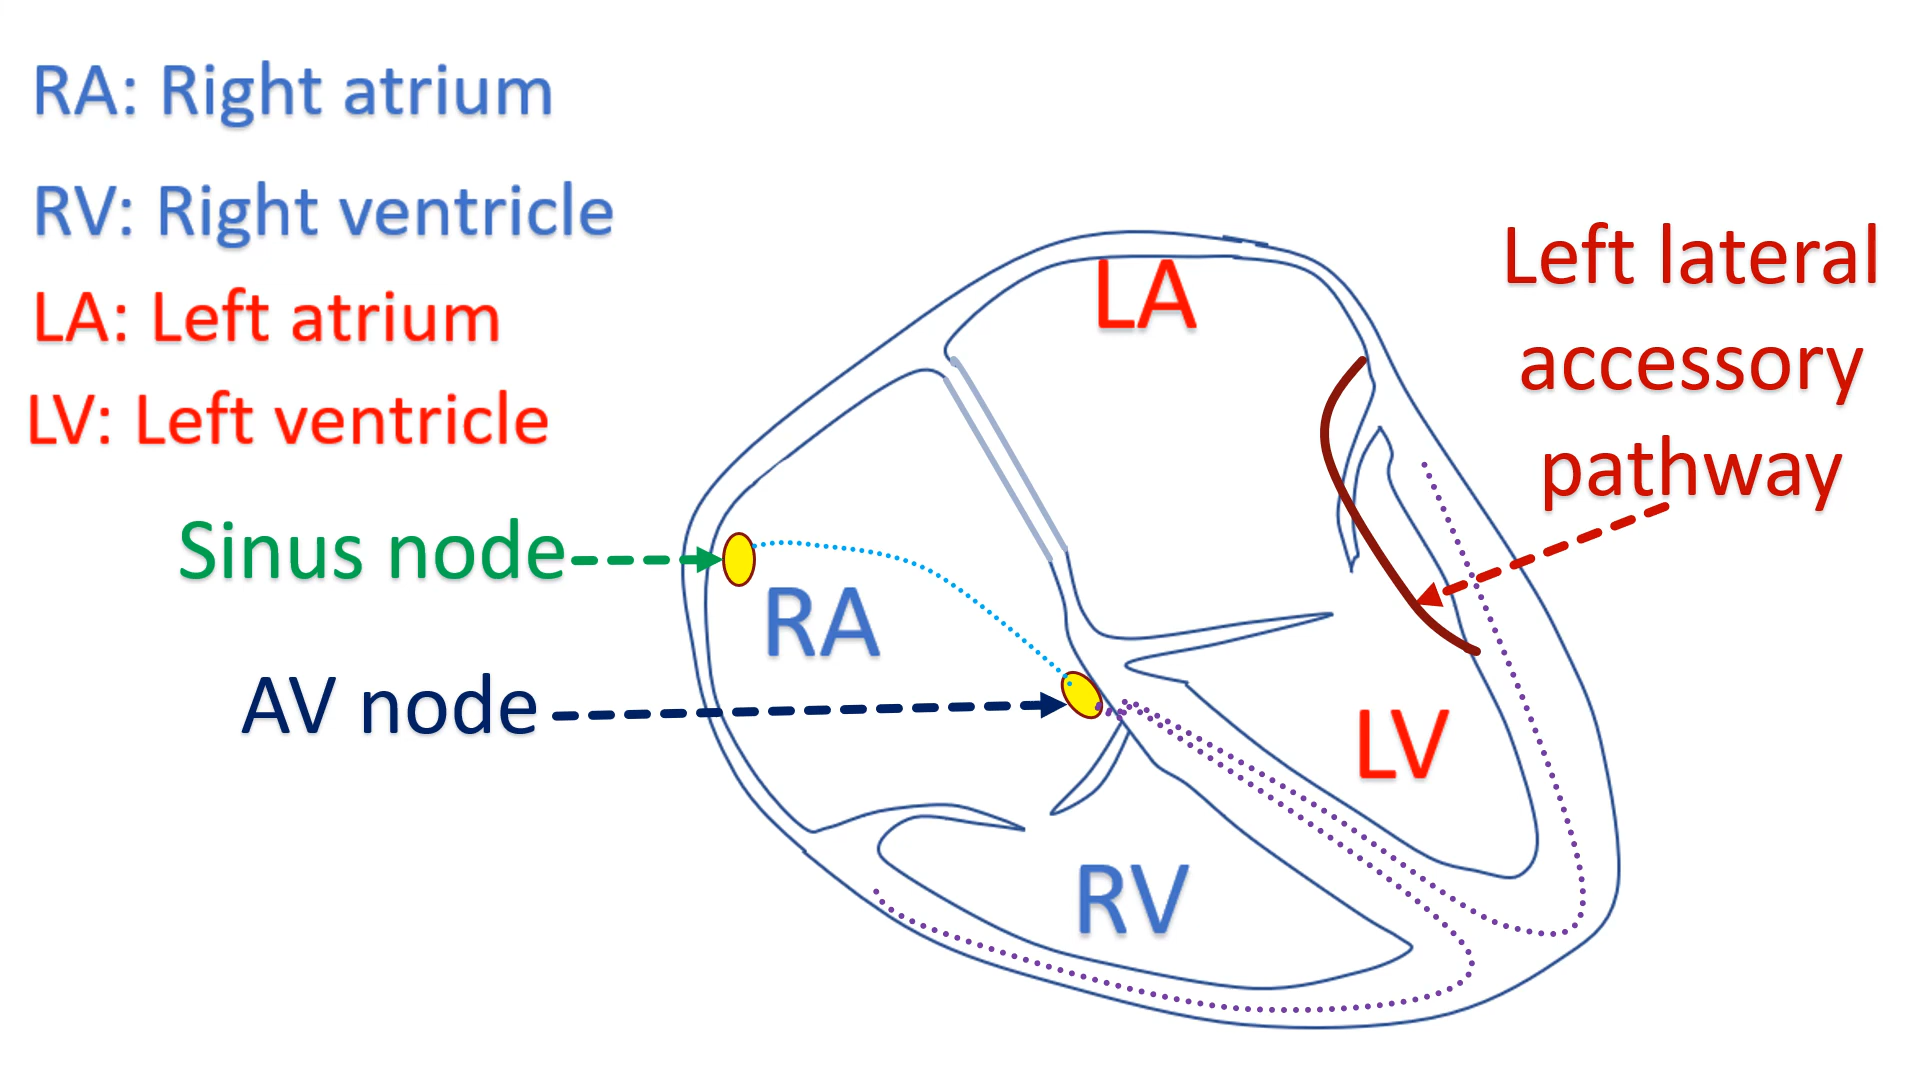 RA: Right atrium
RV: Right ventricle
LA: Left atrium
LV: Left ventricle
Sinus node
AV node
LA
RA
LV
RV
Left lateral
accessory
pathway